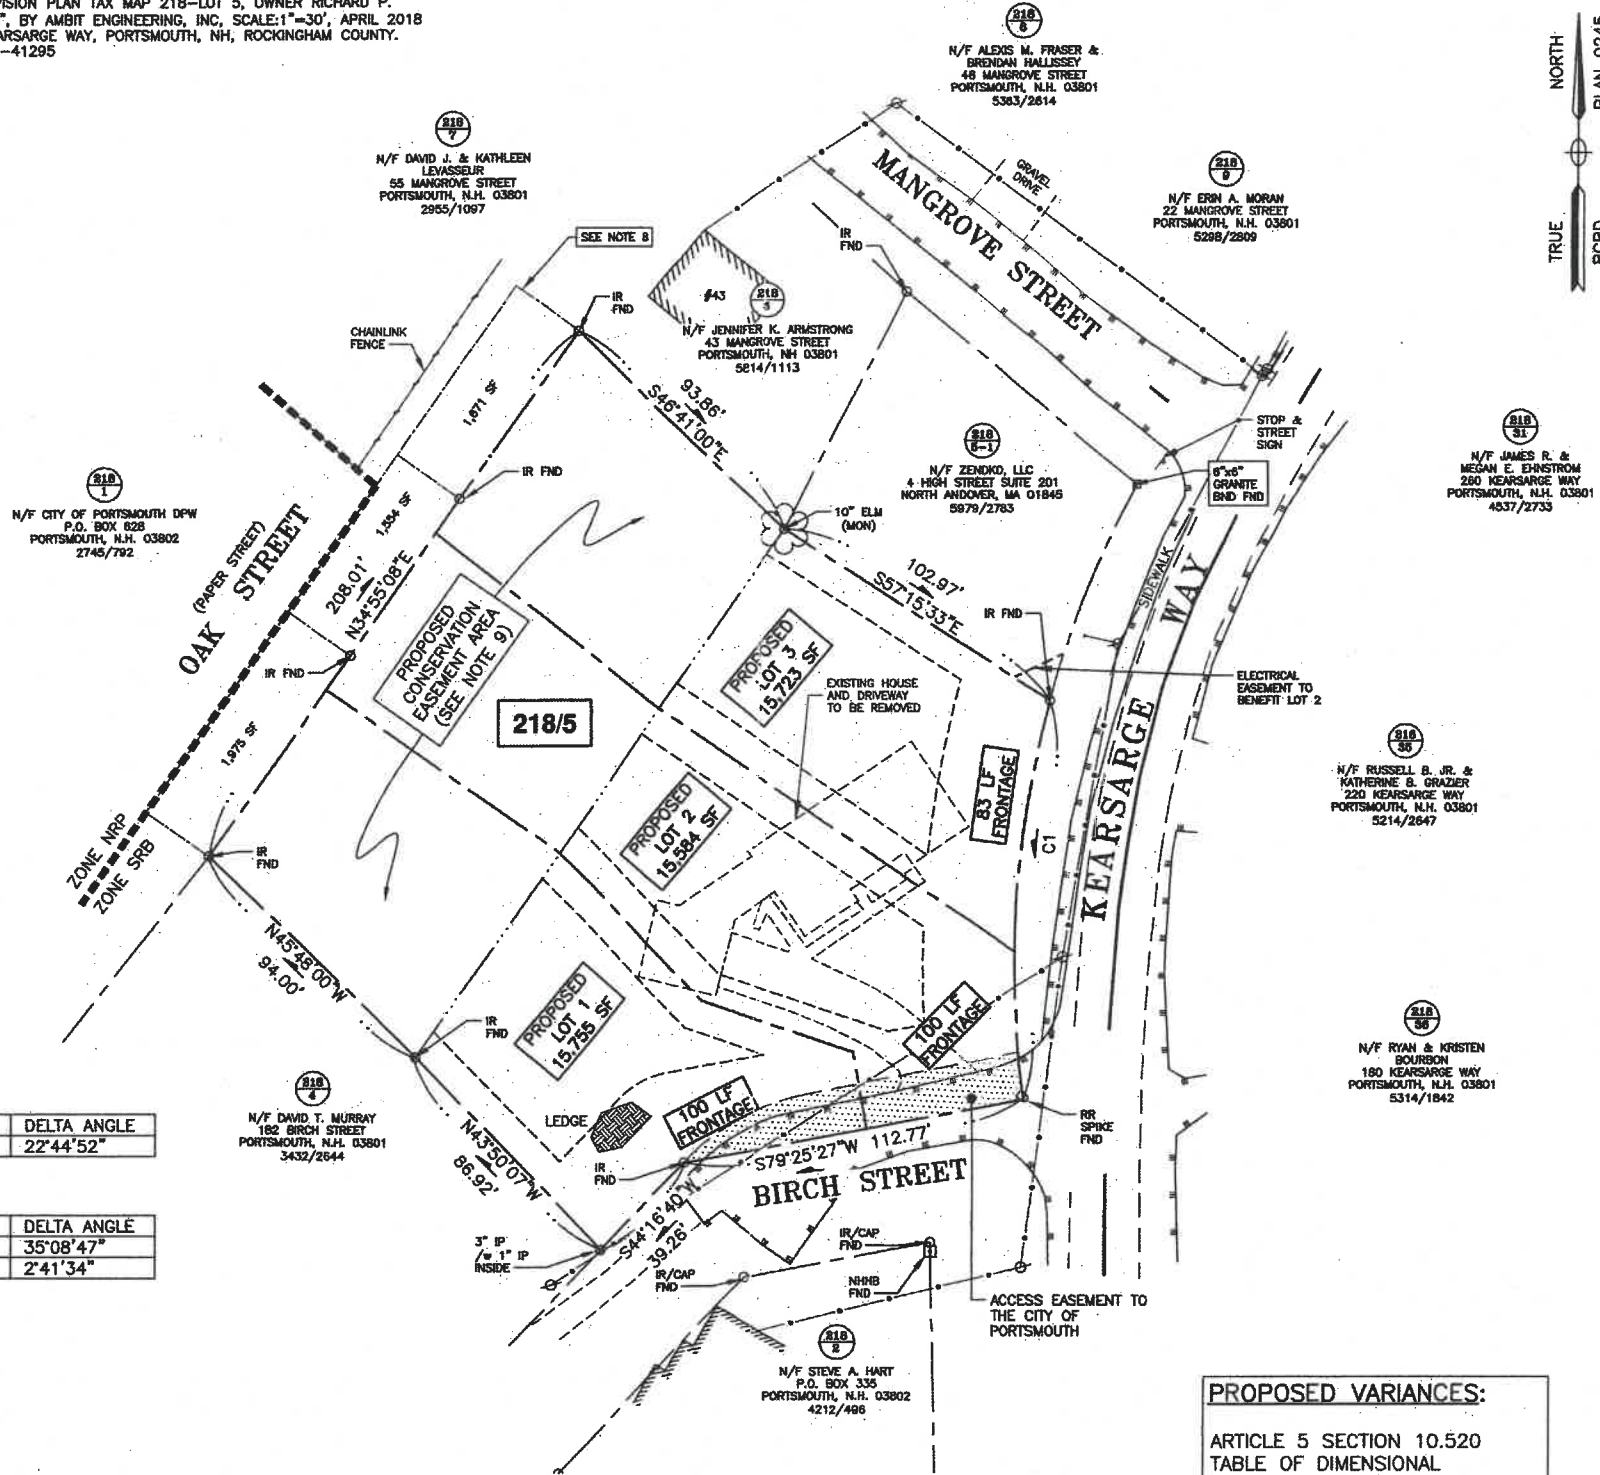 VISION PLAN TAX MAP 218-LOT 5, OWNER RICHARD P.
", BY AMBIT ENGINEERING, INC, SCALE:1"=30', APRIL 2018
ARSARGE WAY, PORTSMOUTH, NH, ROCKINGHAM COUNTY.
-41295
218
8
N/F ALEXIS M. FRASER &
BRENDAN HALLISSEY
46 MANGROVE STREET
PORTSMOUTH, N.H. 03801
5363/2614
NORTH
TRUE
218
7
N/F DAVID J. & KATHLEEN
LEVASSEUR
55 MANGROVE STREET
PORTSMOUTH, N.H. 03801
2955/1097
218
9
N/F ERIN A. MORAN
22 MANGROVE STREET
PORTSMOUTH, N.H. 03801
5298/2809
GRAVEL
DRIVE
MANGROVE STREET
SEE NOTE 8
IR
FND
IR
FND
#43
218
3
N/F JENNIFER K. ARMSTRONG
43 MANGROVE STREET
PORTSMOUTH, NH 03801
5814/1113
CHAINLINK
FENCE
1,671 SF
93.86'
S46°41'00"E
STOP &
STREET
SIGN
6"x6"
GRANITE
BND FND
218
31
N/F JAMES R. &
MEGAN E. EHNSTROM
260 KEARSARGE WAY
PORTSMOUTH, N.H. 03801
4537/2733
218
5-1
N/F ZENDKO, LLC
4 HIGH STREET SUITE 201
NORTH ANDOVER, MA 01845
5979/2783
218
1
N/F CITY OF PORTSMOUTH DPW
P.O. BOX 628
PORTSMOUTH, N.H. 03802
2745/792
IR FND
1,554 SF
10" ELM
(MON)
(PAPER STREET)
OAK STREET
208.01'
N34°55'08"E
102.97'
S57°15'33"E
SIDEWALK
IR FND
PROPOSED
CONSERVATION
EASEMENT AREA
(SEE NOTE 9)
IR FND
PROPOSED
LOT 3
15,723 SF
EXISTING HOUSE
AND DRIVEWAY
TO BE REMOVED
ELECTRICAL
EASEMENT TO
BENEFIT LOT 2
218/5
KEARSARGE WAY
1,975 SF
83 LF
FRONTAGE
C1
218
35
N/F RUSSELL B. JR. &
KATHERINE B. GRAZIER
220 KEARSARGE WAY
PORTSMOUTH, N.H. 03801
5214/2647
PROPOSED
LOT 2
15,584 SF
ZONE NRP
ZONE SRB
IR
FND
N45°48'00"W
94.00'
PROPOSED
LOT 1
15,755 SF
IR
FND
100 LF
FRONTAGE
218
36
N/F RYAN & KRISTEN
BOURBON
180 KEARSARGE WAY
PORTSMOUTH, N.H. 03801
5314/1842
218
4
N/F DAVID T. MURRAY
182 BIRCH STREET
PORTSMOUTH, N.H. 03801
3432/2644
DELTA ANGLE
22°44'52"
LEDGE
100 LF
FRONTAGE
RR
SPIKE
FND
N43°50'07"W
86.92'
IR
FND
S79°25'27"W 112.77'
BIRCH STREET
DELTA ANGLE
35°08'47"
2°41'34"
3" IP
/w 1" IP
INSIDE
S44°16'40"W
39.26'
IR/CAP
FND
IR/CAP
FND
NHHB
FND
ACCESS EASEMENT TO
THE CITY OF
PORTSMOUTH
218
2
N/F STEVE A. HART
P.O. BOX 335
PORTSMOUTH, N.H. 03802
4212/496
PROPOSED VARIANCES:
ARTICLE 5 SECTION 10.520
TABLE OF DIMENSIONAL